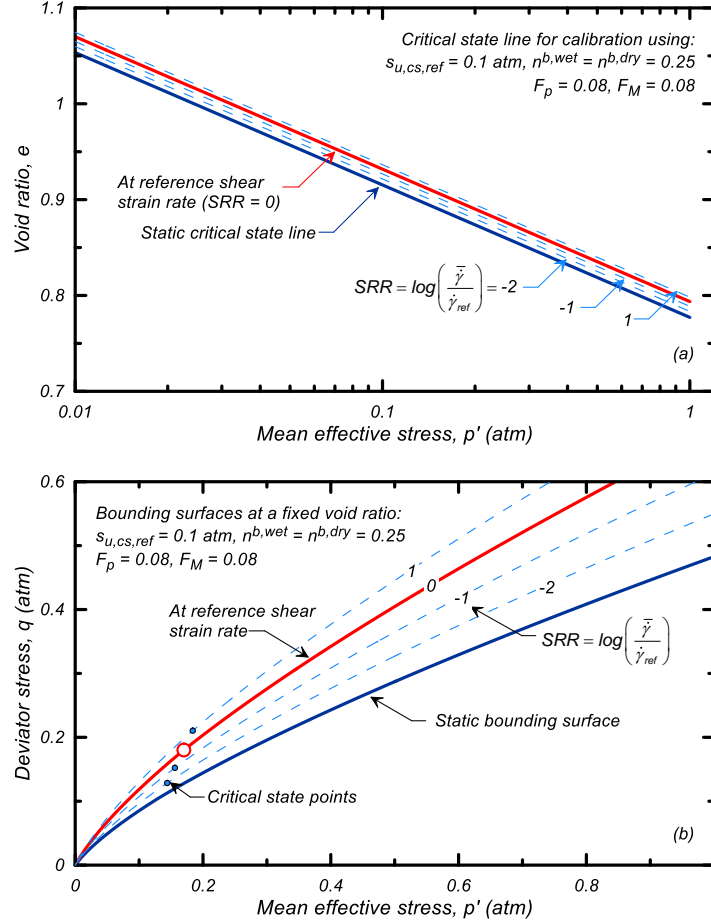 1.1
Critical state line for calibration using:
s_u,cs,ref = 0.1 atm, n^b,wet = n^b,dry = 0.25
F_p = 0.08, F_M = 0.08
1
Void ratio, e
0.9
At reference shear
strain rate (SRR = 0)
Static critical state line
0.8
SRR = log(γ̄̇/γ̇_ref) = -2
-1
1
(a)
0.7
0.01
0.1
1
Mean effective stress, p' (atm)
0.6
Bounding surfaces at a fixed void ratio:
s_u,cs,ref = 0.1 atm, n^b,wet = n^b,dry = 0.25
F_p = 0.08, F_M = 0.08
1
0
-1
-2
0.4
Deviator stress, q (atm)
At reference shear
strain rate
SRR = log(γ̄̇/γ̇_ref)
Static bounding surface
0.2
Critical state points
(b)
0
0
0.2
0.4
0.6
0.8
Mean effective stress, p' (atm)